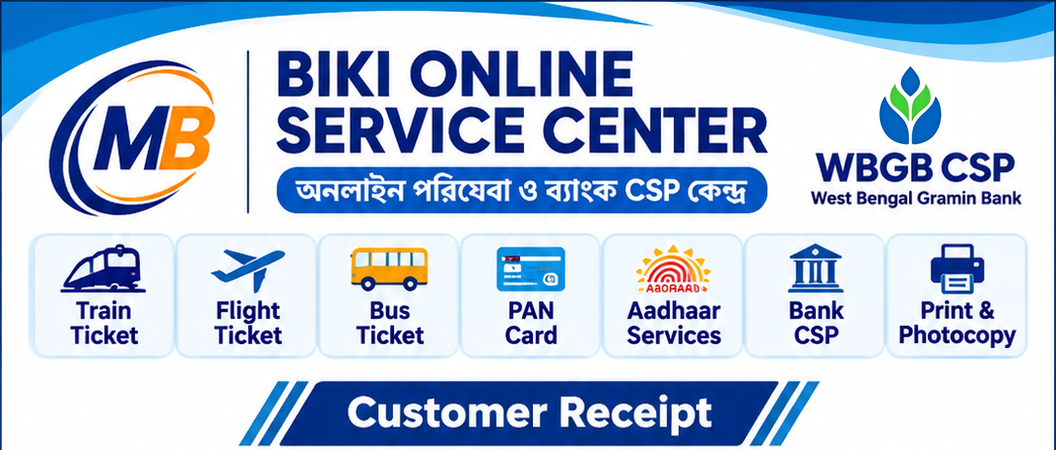 MB
BIKI ONLINE
SERVICE CENTER
অনলাইন পরিষেবা ও ব্যাংক CSP কেন্দ্র
WBGB CSP
West Bengal Gramin Bank
Train
Ticket
Flight
Ticket
Bus
Ticket
PAN
Card
Aadhaar
Services
Bank
CSP
Print &
Photocopy
Customer Receipt